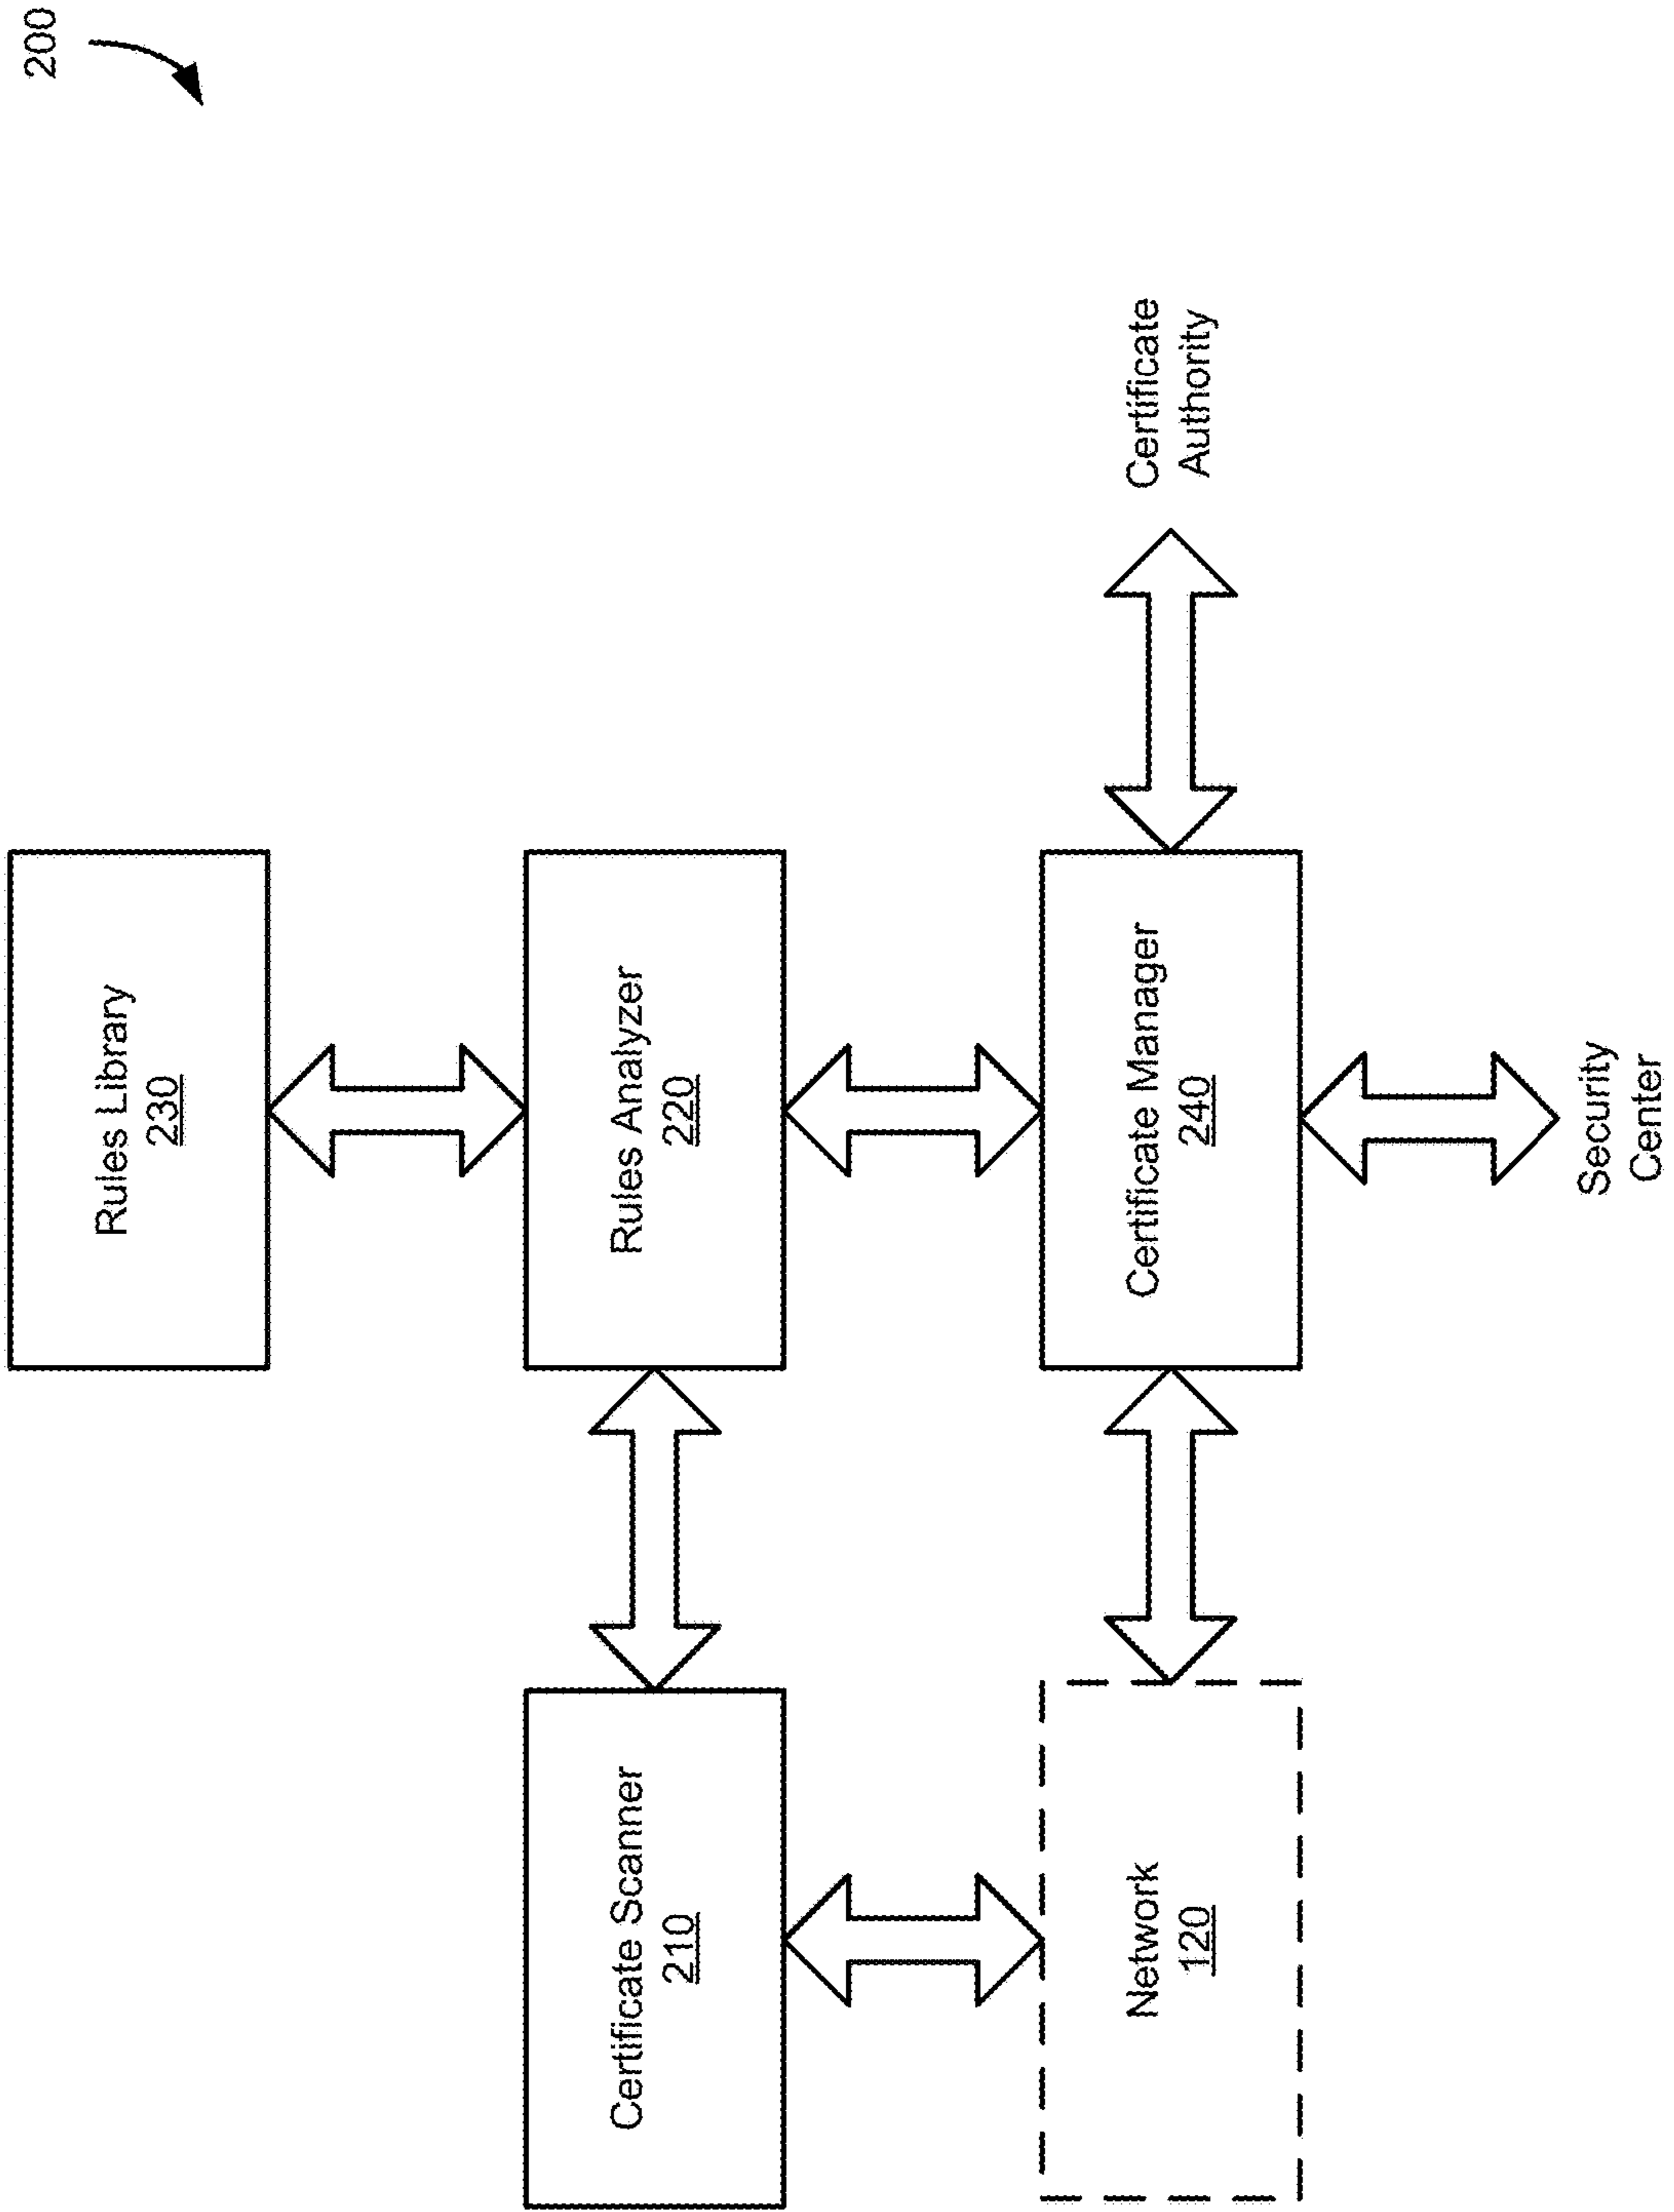 200
Rules Library
230
Certificate Scanner
210
Rules Analyzer
220
Network
120
Certificate Manager
240
Certificate
Authority
Security
Center